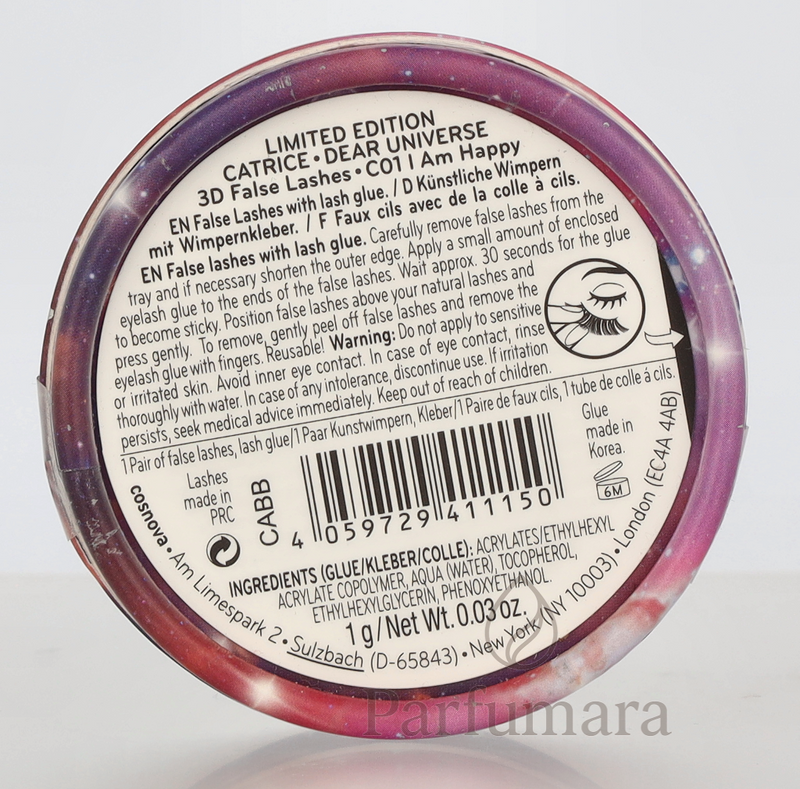 LIMITED EDITION
CATRICE • DEAR UNIVERSE
3D False Lashes • C01 I Am Happy
EN False Lashes with lash glue. / D Künstliche Wimpern
mit Wimpernkleber. / F Faux cils avec de la colle à cils.
EN False lashes with lash glue. Carefully remove false lashes from the
tray and if necessary shorten the outer edge. Apply a small amount of enclosed
eyelash glue to the ends of the false lashes. Wait approx. 30 seconds for the glue
to become sticky. Position false lashes above your natural lashes and
press gently. To remove, gently peel off false lashes and remove the
eyelash glue with fingers. Reusable! Warning: Do not apply to sensitive
or irritated skin. Avoid inner eye contact. In case of eye contact, rinse
thoroughly with water. In case of any intolerance, discontinue use. If irritation
persists, seek medical advice immediately. Keep out of reach of children.
1 Pair of false lashes, lash glue/1 Paar Kunstwimpern, Kleber/1 Paire de faux cils, 1 tube de colle á cils.
Lashes
made in
PRC
CABB
4 059729 411150
Glue
made in
Korea.
6M
INGREDIENTS (GLUE/KLEBER/COLLE): ACRYLATES/ETHYLHEXYL
ACRYLATE COPOLYMER, AQUA (WATER), TOCOPHEROL,
ETHYLHEXYLGLYCERIN, PHENOXYETHANOL.
1 g/ Net Wt. 0.03 oz.
cosnova • Am Limespark 2 • Sulzbach (D-65843) • New York (NY 10003) • London (EC4A 4AB)
Parfumara